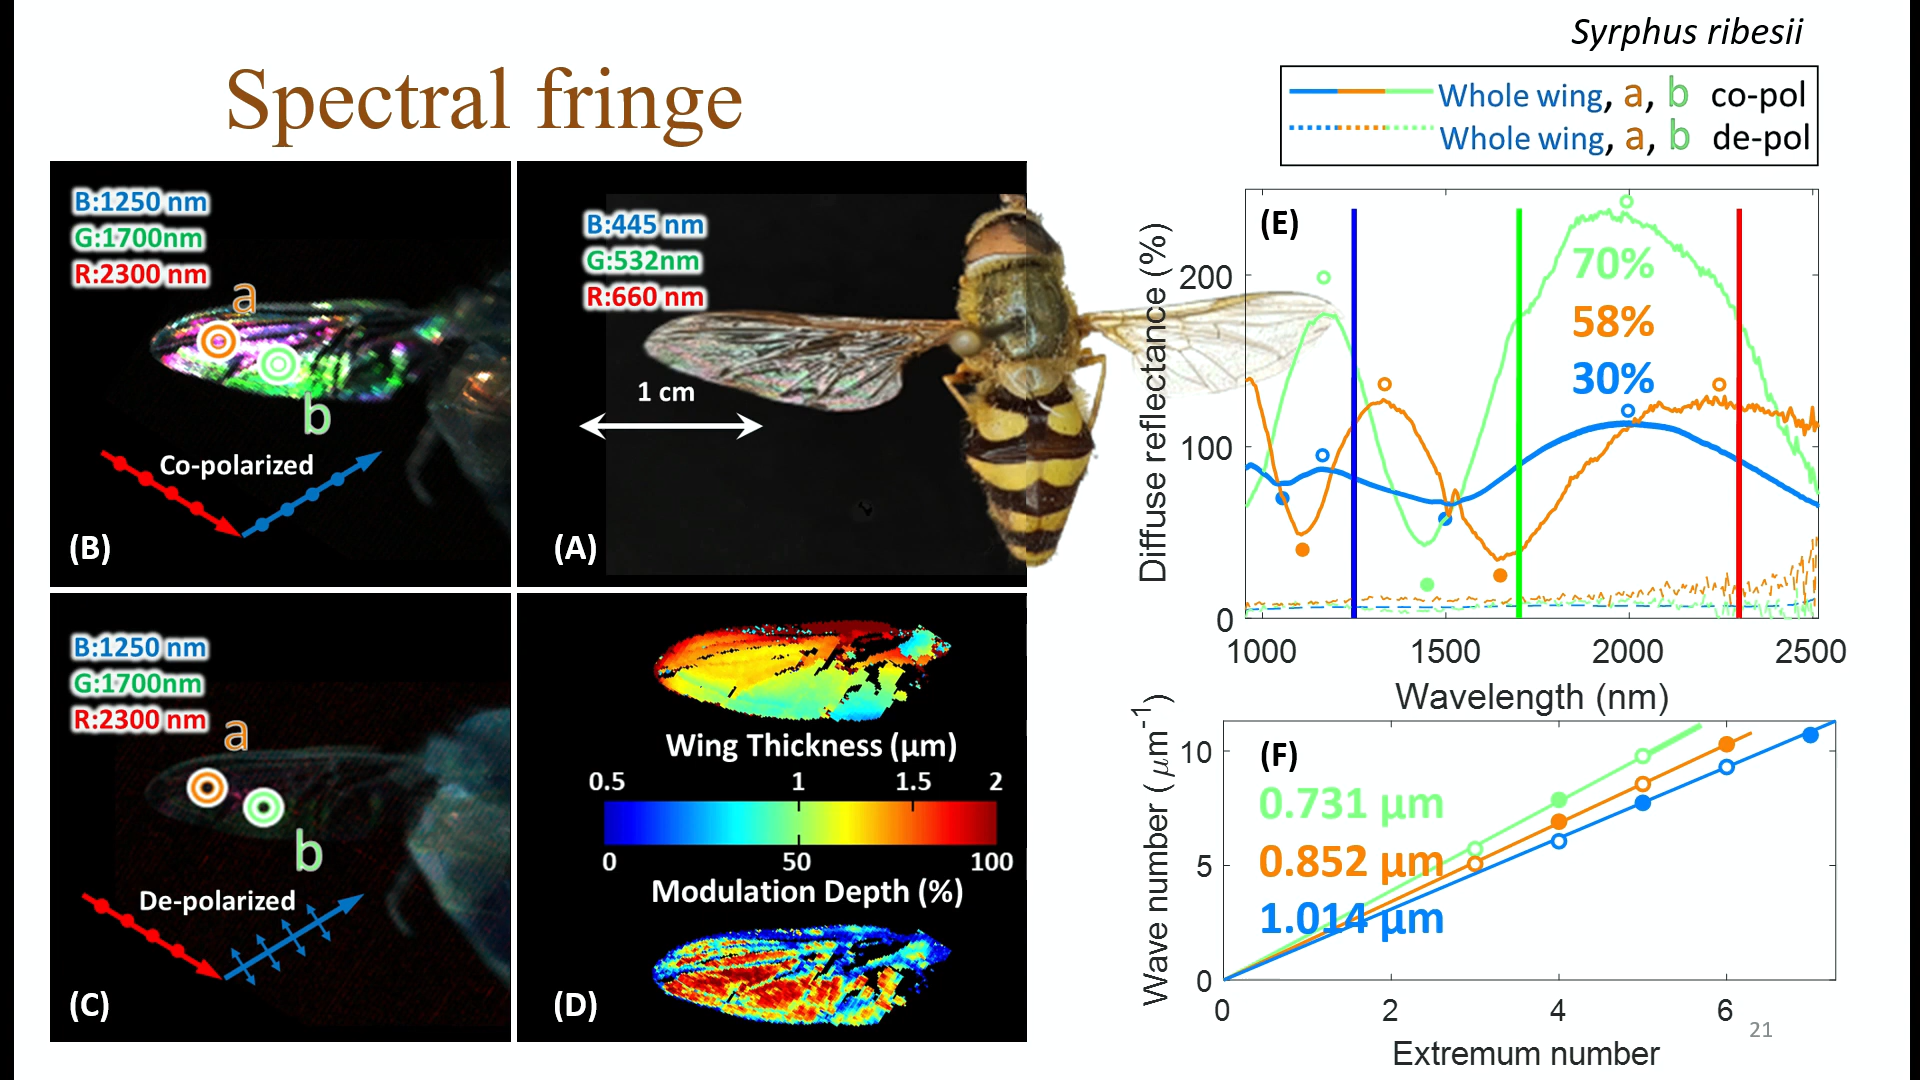 Syrphus ribesii
Spectral fringe
Whole wing, a, b co-pol
Whole wing, a, b de-pol
B:1250 nm
G:1700nm
R:2300 nm
a
b
Co-polarized
(B)
B:445 nm
G:532nm
R:660 nm
1 cm
(A)
(E)
70%
58%
30%
Diffuse reflectance (%)
200
100
0
1000 1500 2000 2500
Wavelength (nm)
B:1250 nm
G:1700nm
R:2300 nm
a
b
De-polarized
(C)
Wing Thickness (µm)
0.5 1 1.5 2
0 50 100
Modulation Depth (%)
(D)
(F)
0.731 µm
0.852 µm
1.014 µm
Wave number (µm⁻¹)
10
5
0
0 2 4 6
Extremum number
21